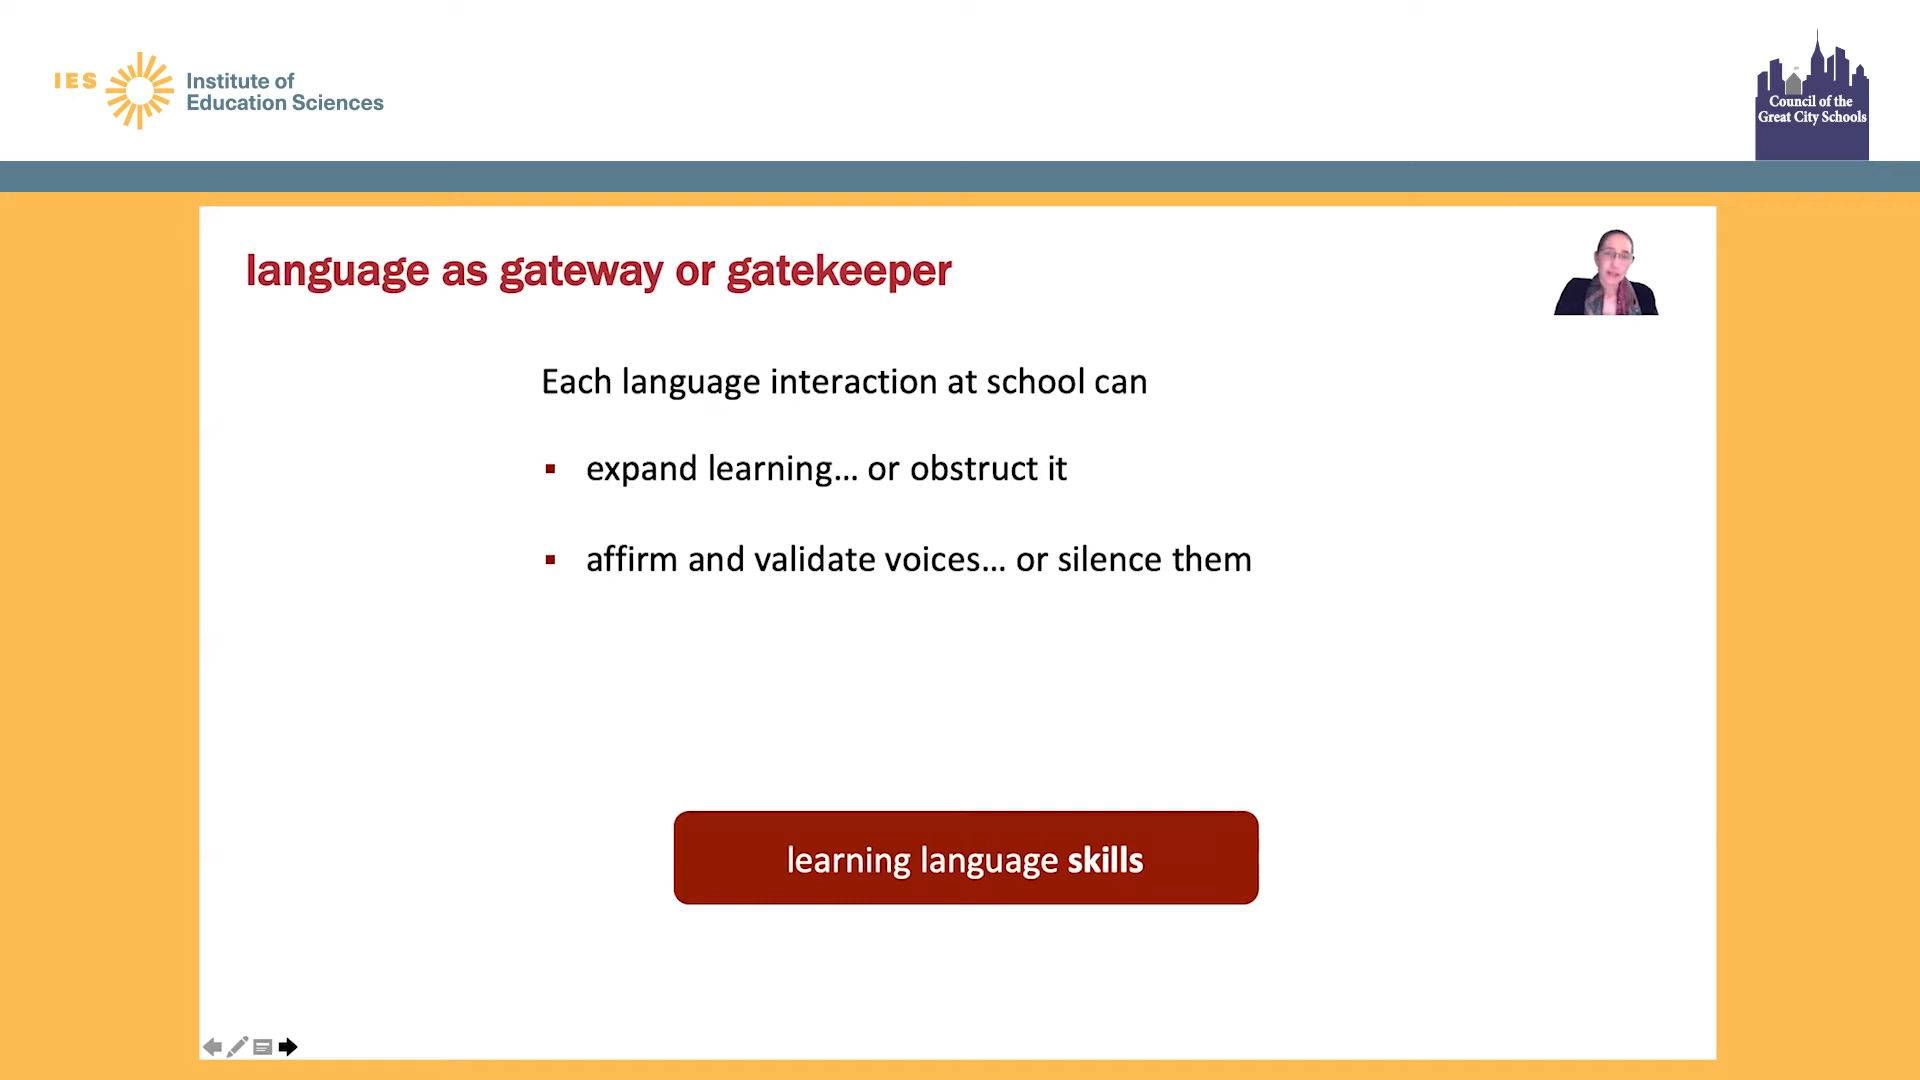 IES
Institute of
Education Sciences
Council of the
Great City Schools
language as gateway or gatekeeper
Each language interaction at school can
▪ expand learning... or obstruct it
▪ affirm and validate voices... or silence them
learning language skills